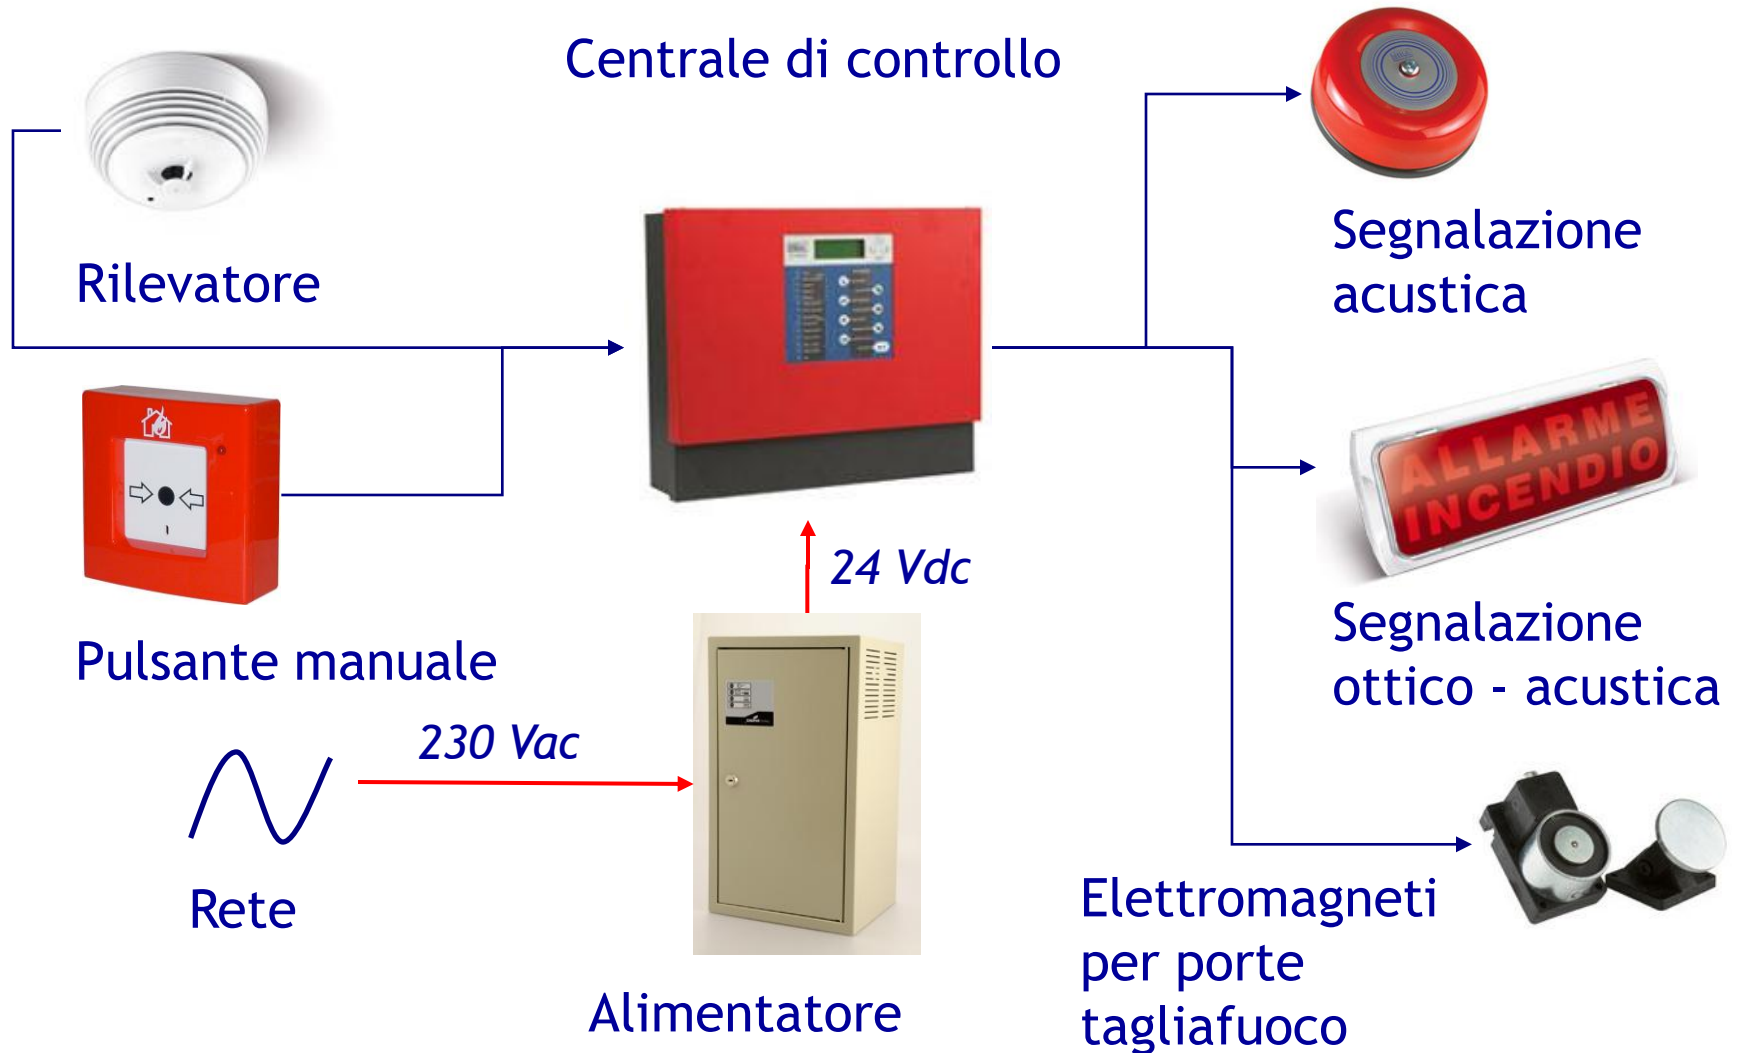 Centrale di controllo
Rilevatore
Segnalazione
acustica
Pulsante manuale
24 Vdc
ALLARME
INCENDIO
Segnalazione
ottico - acustica
230 Vac
Rete
Alimentatore
Elettromagneti
per porte
tagliafuoco